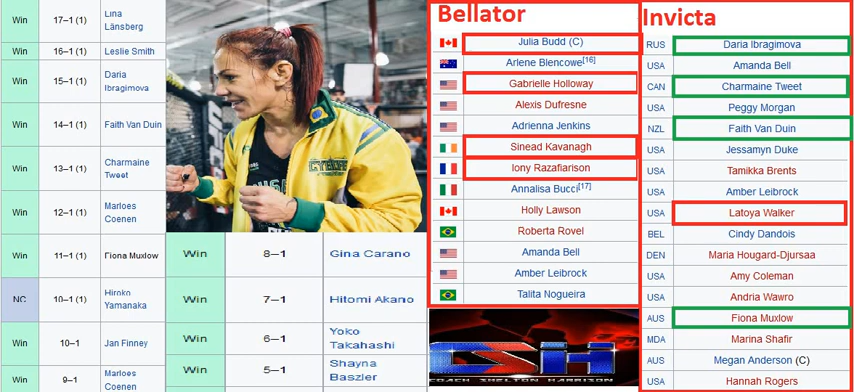 Win 17–1 (1) Lina
Länsberg
Win 16–1 (1) Leslie Smith
Win 15–1 (1) Daria
Ibragimova
Win 14–1 (1) Faith Van Duin
Win 13–1 (1) Charmaine
Tweet
Win 12–1 (1) Marloes
Coenen
Win 11–1 (1) Fiona Muxlow
NC 10–1 (1) Hiroko
Yamanaka
Win 10–1 Jan Finney
Win 9–1 Marloes
Coenen
CYBORG
Win 8–1 Gina Carano
Win 7–1 Hitomi Akano
Win 6–1 Yoko
Takahashi
Win 5–1 Shayna
Baszler
Bellator
Julia Budd (C)
Arlene Blencowe[16]
Gabrielle Holloway
Alexis Dufresne
Adrienna Jenkins
Sinead Kavanagh
Iony Razafiarison
Annalisa Bucci[17]
Holly Lawson
Roberta Rovel
Amanda Bell
Amber Leibrock
Talita Nogueira
CSH
COACH SHELTON HARRISON
Invicta
RUS Daria Ibragimova
USA Amanda Bell
CAN Charmaine Tweet
USA Peggy Morgan
NZL Faith Van Duin
USA Jessamyn Duke
USA Tamikka Brents
USA Amber Leibrock
USA Latoya Walker
BEL Cindy Dandois
DEN Maria Hougard-Djursaa
USA Amy Coleman
USA Andria Wawro
AUS Fiona Muxlow
MDA Marina Shafir
AUS Megan Anderson (C)
USA Hannah Rogers